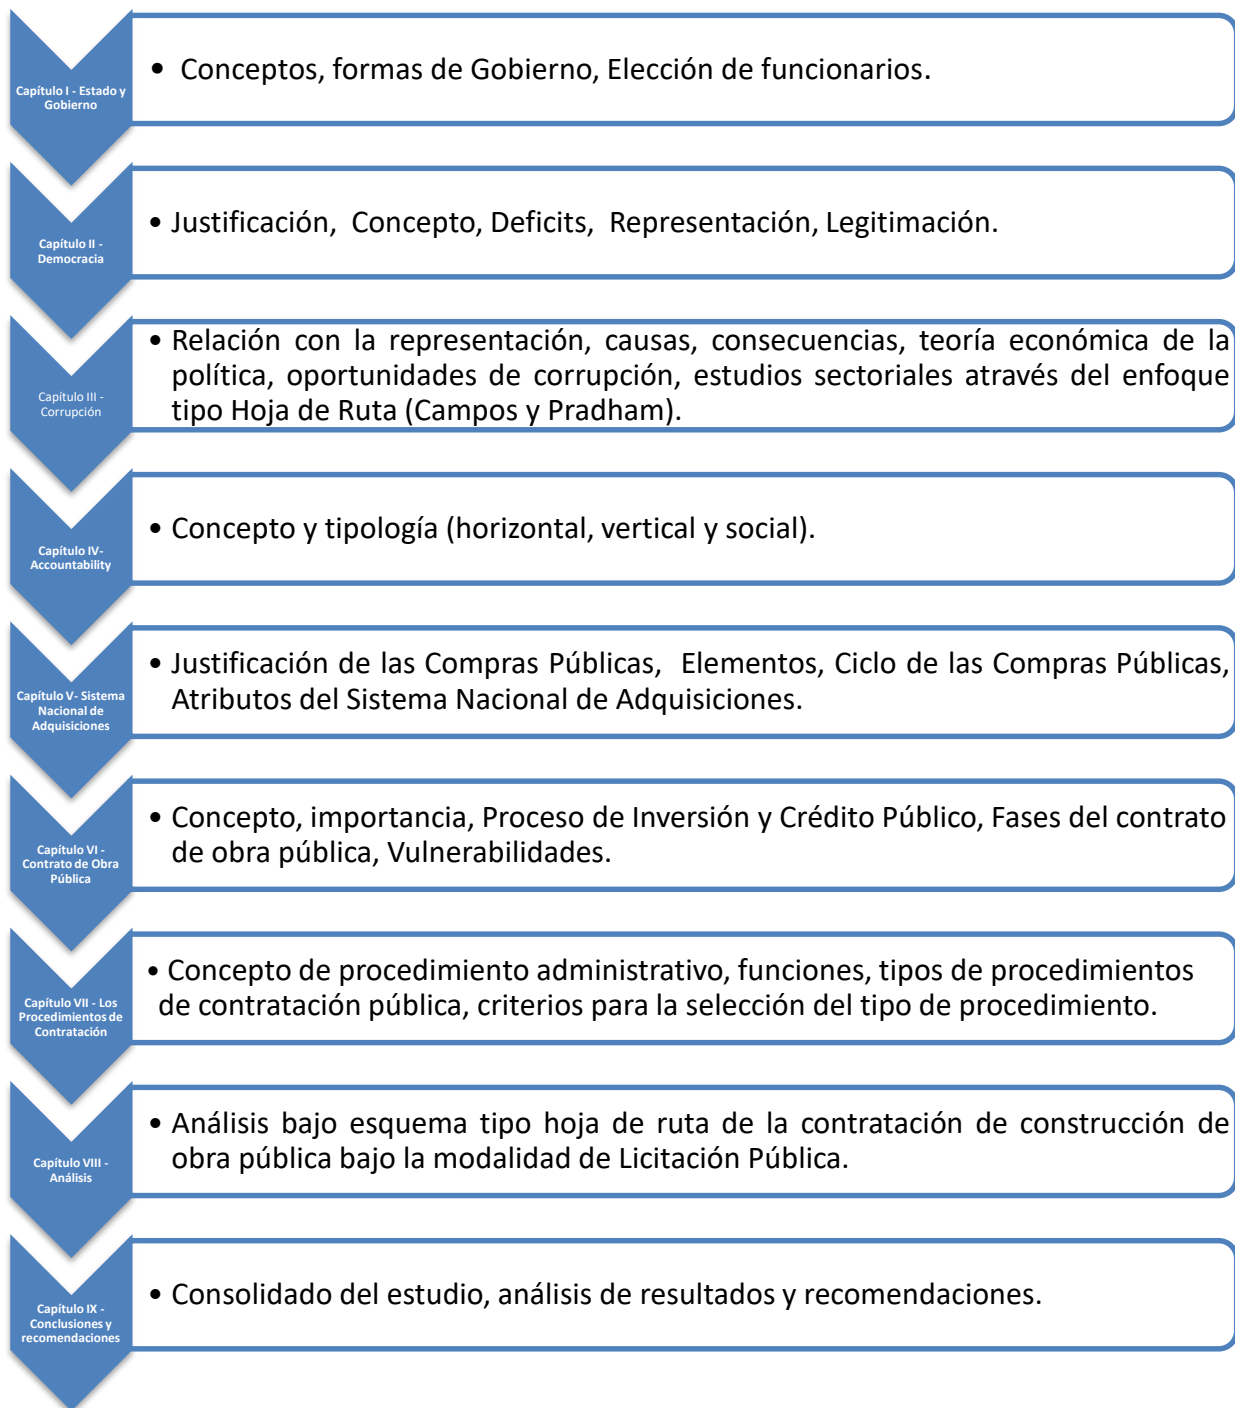 Capítulo I - Estado y
Gobierno
• Conceptos, formas de Gobierno, Elección de funcionarios.
Capítulo II -
Democracia
• Justificación, Concepto, Deficits, Representación, Legitimación.
Capítulo III -
Corrupción
• Relación con la representación, causas, consecuencias, teoría económica de la
política, oportunidades de corrupción, estudios sectoriales através del enfoque
tipo Hoja de Ruta (Campos y Pradham).
Capítulo IV-
Accountability
• Concepto y tipología (horizontal, vertical y social).
Capítulo V- Sistema
Nacional de
Adquisiciones
• Justificación de las Compras Públicas, Elementos, Ciclo de las Compras Públicas,
Atributos del Sistema Nacional de Adquisiciones.
Capítulo VI -
Contrato de Obra
Pública
• Concepto, importancia, Proceso de Inversión y Crédito Público, Fases del contrato
de obra pública, Vulnerabilidades.
Capítulo VII - Los
Procedimientos de
Contratación
• Concepto de procedimiento administrativo, funciones, tipos de procedimientos
de contratación pública, criterios para la selección del tipo de procedimiento.
Capítulo VIII -
Análisis
• Análisis bajo esquema tipo hoja de ruta de la contratación de construcción de
obra pública bajo la modalidad de Licitación Pública.
Capítulo IX -
Conclusiones y
recomendaciones
• Consolidado del estudio, análisis de resultados y recomendaciones.